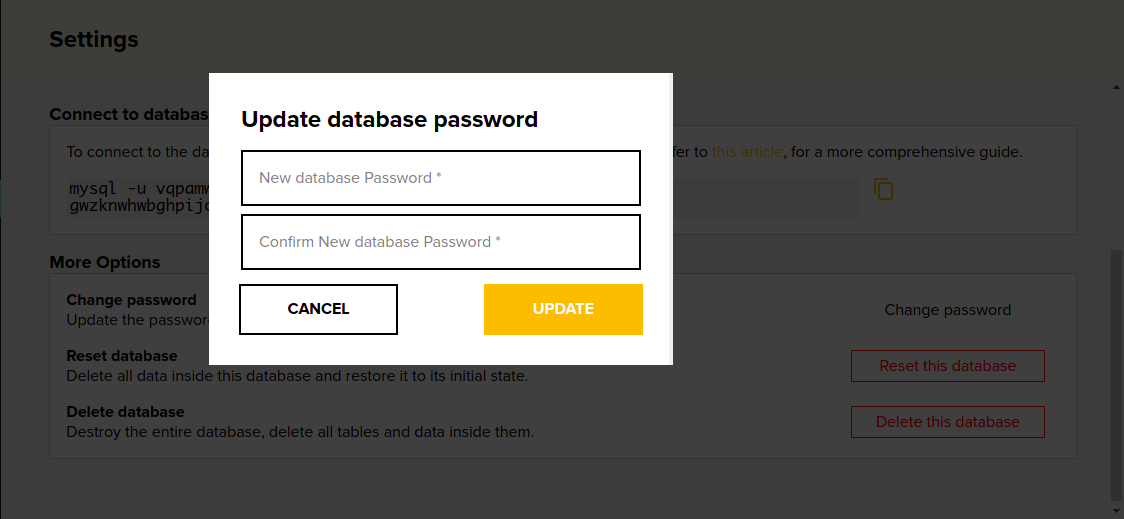 Settings
Update database password
New database Password *
Confirm New database Password *
CANCEL
UPDATE
Connect to databas
To connect to the da fer to this article, for a more comprehensive guide.
mysql -u
More Options
Change password
Update the password
Change password
Reset database
Delete all data inside this database and restore it to its initial state.
Reset this database
Delete database
Destroy the entire database, delete all tables and data inside them.
Delete this database